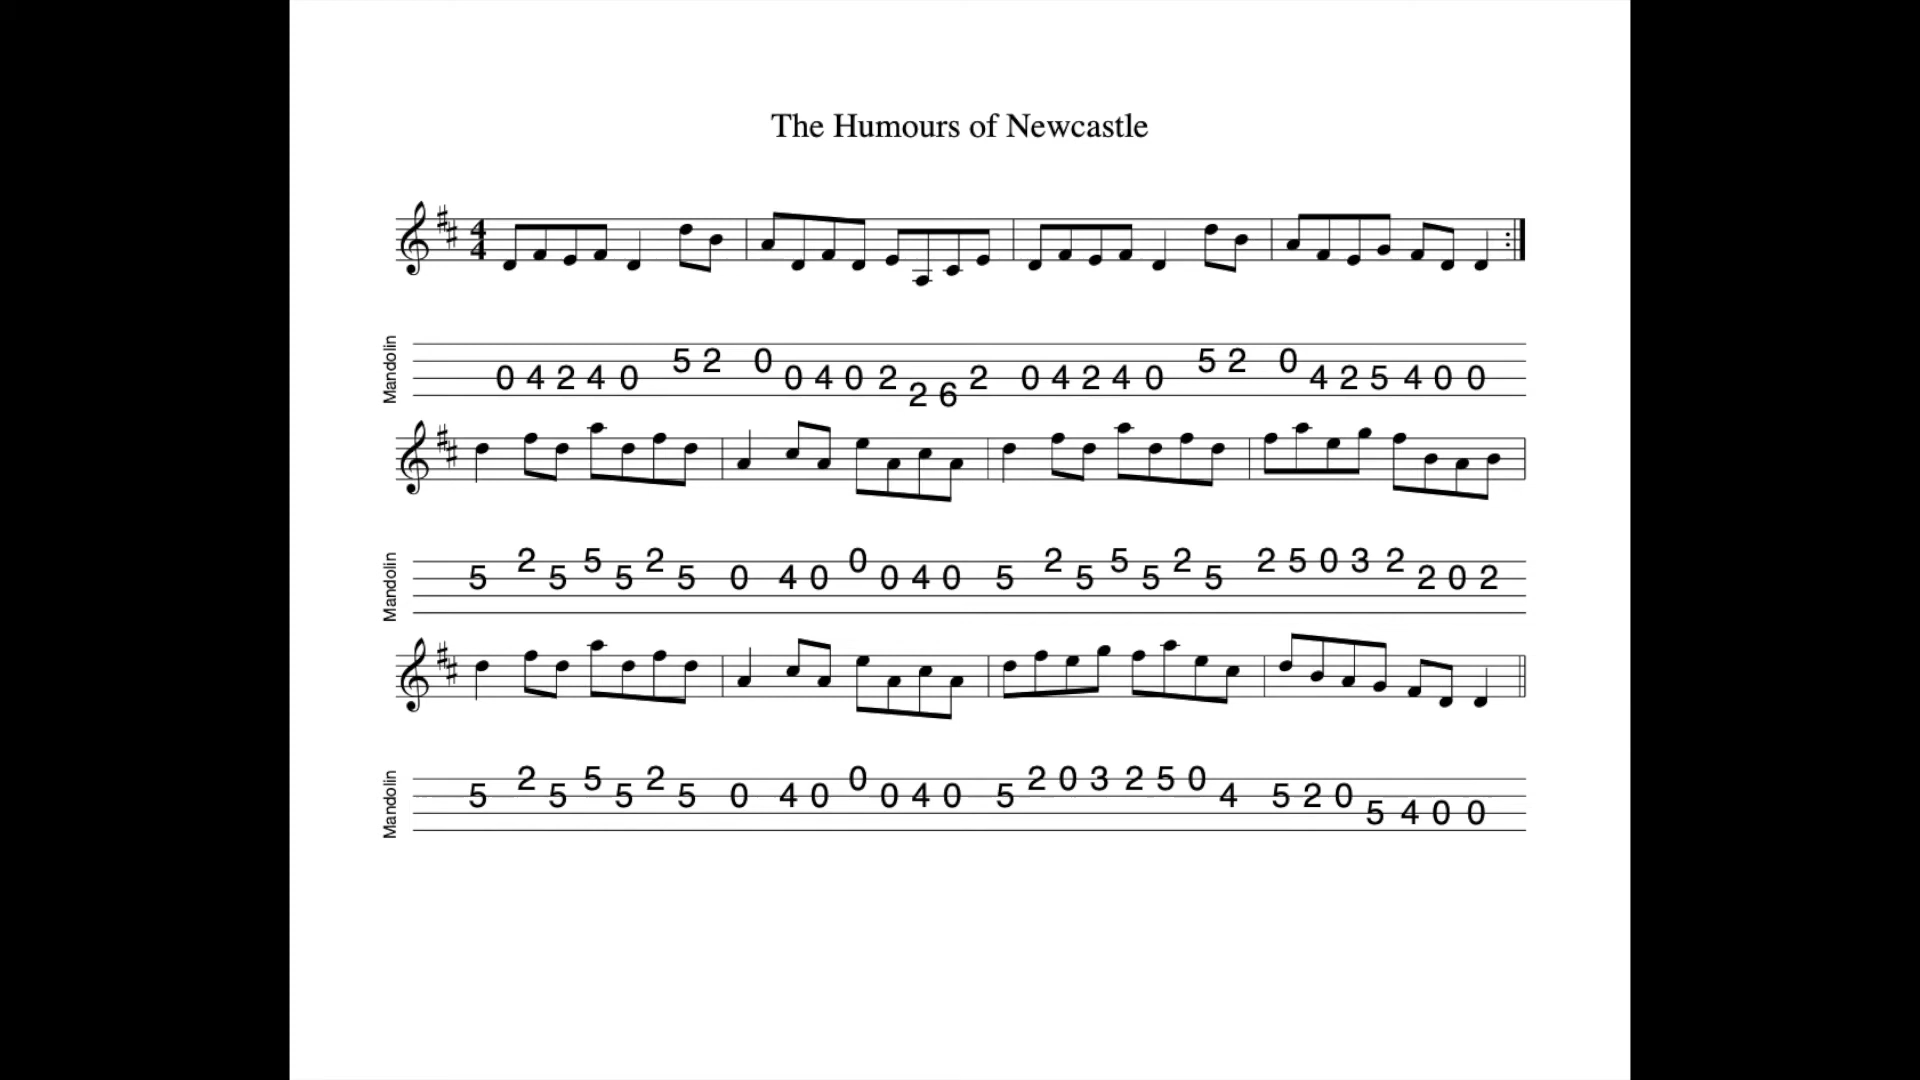 The Humours of Newcastle
4 4
Mandolin 0 4 2 4 0 5 2 0 0 4 0 2 2 6 2 0 4 2 4 0 5 2 0 4 2 5 4 0 0
Mandolin 5 2 5 5 5 2 5 0 4 0 0 0 4 0 5 2 5 5 5 2 5 2 5 0 3 2 2 0 2
Mandolin 5 2 5 5 5 2 5 0 4 0 0 0 4 0 5 2 0 3 2 5 0 4 5 2 0 5 4 0 0